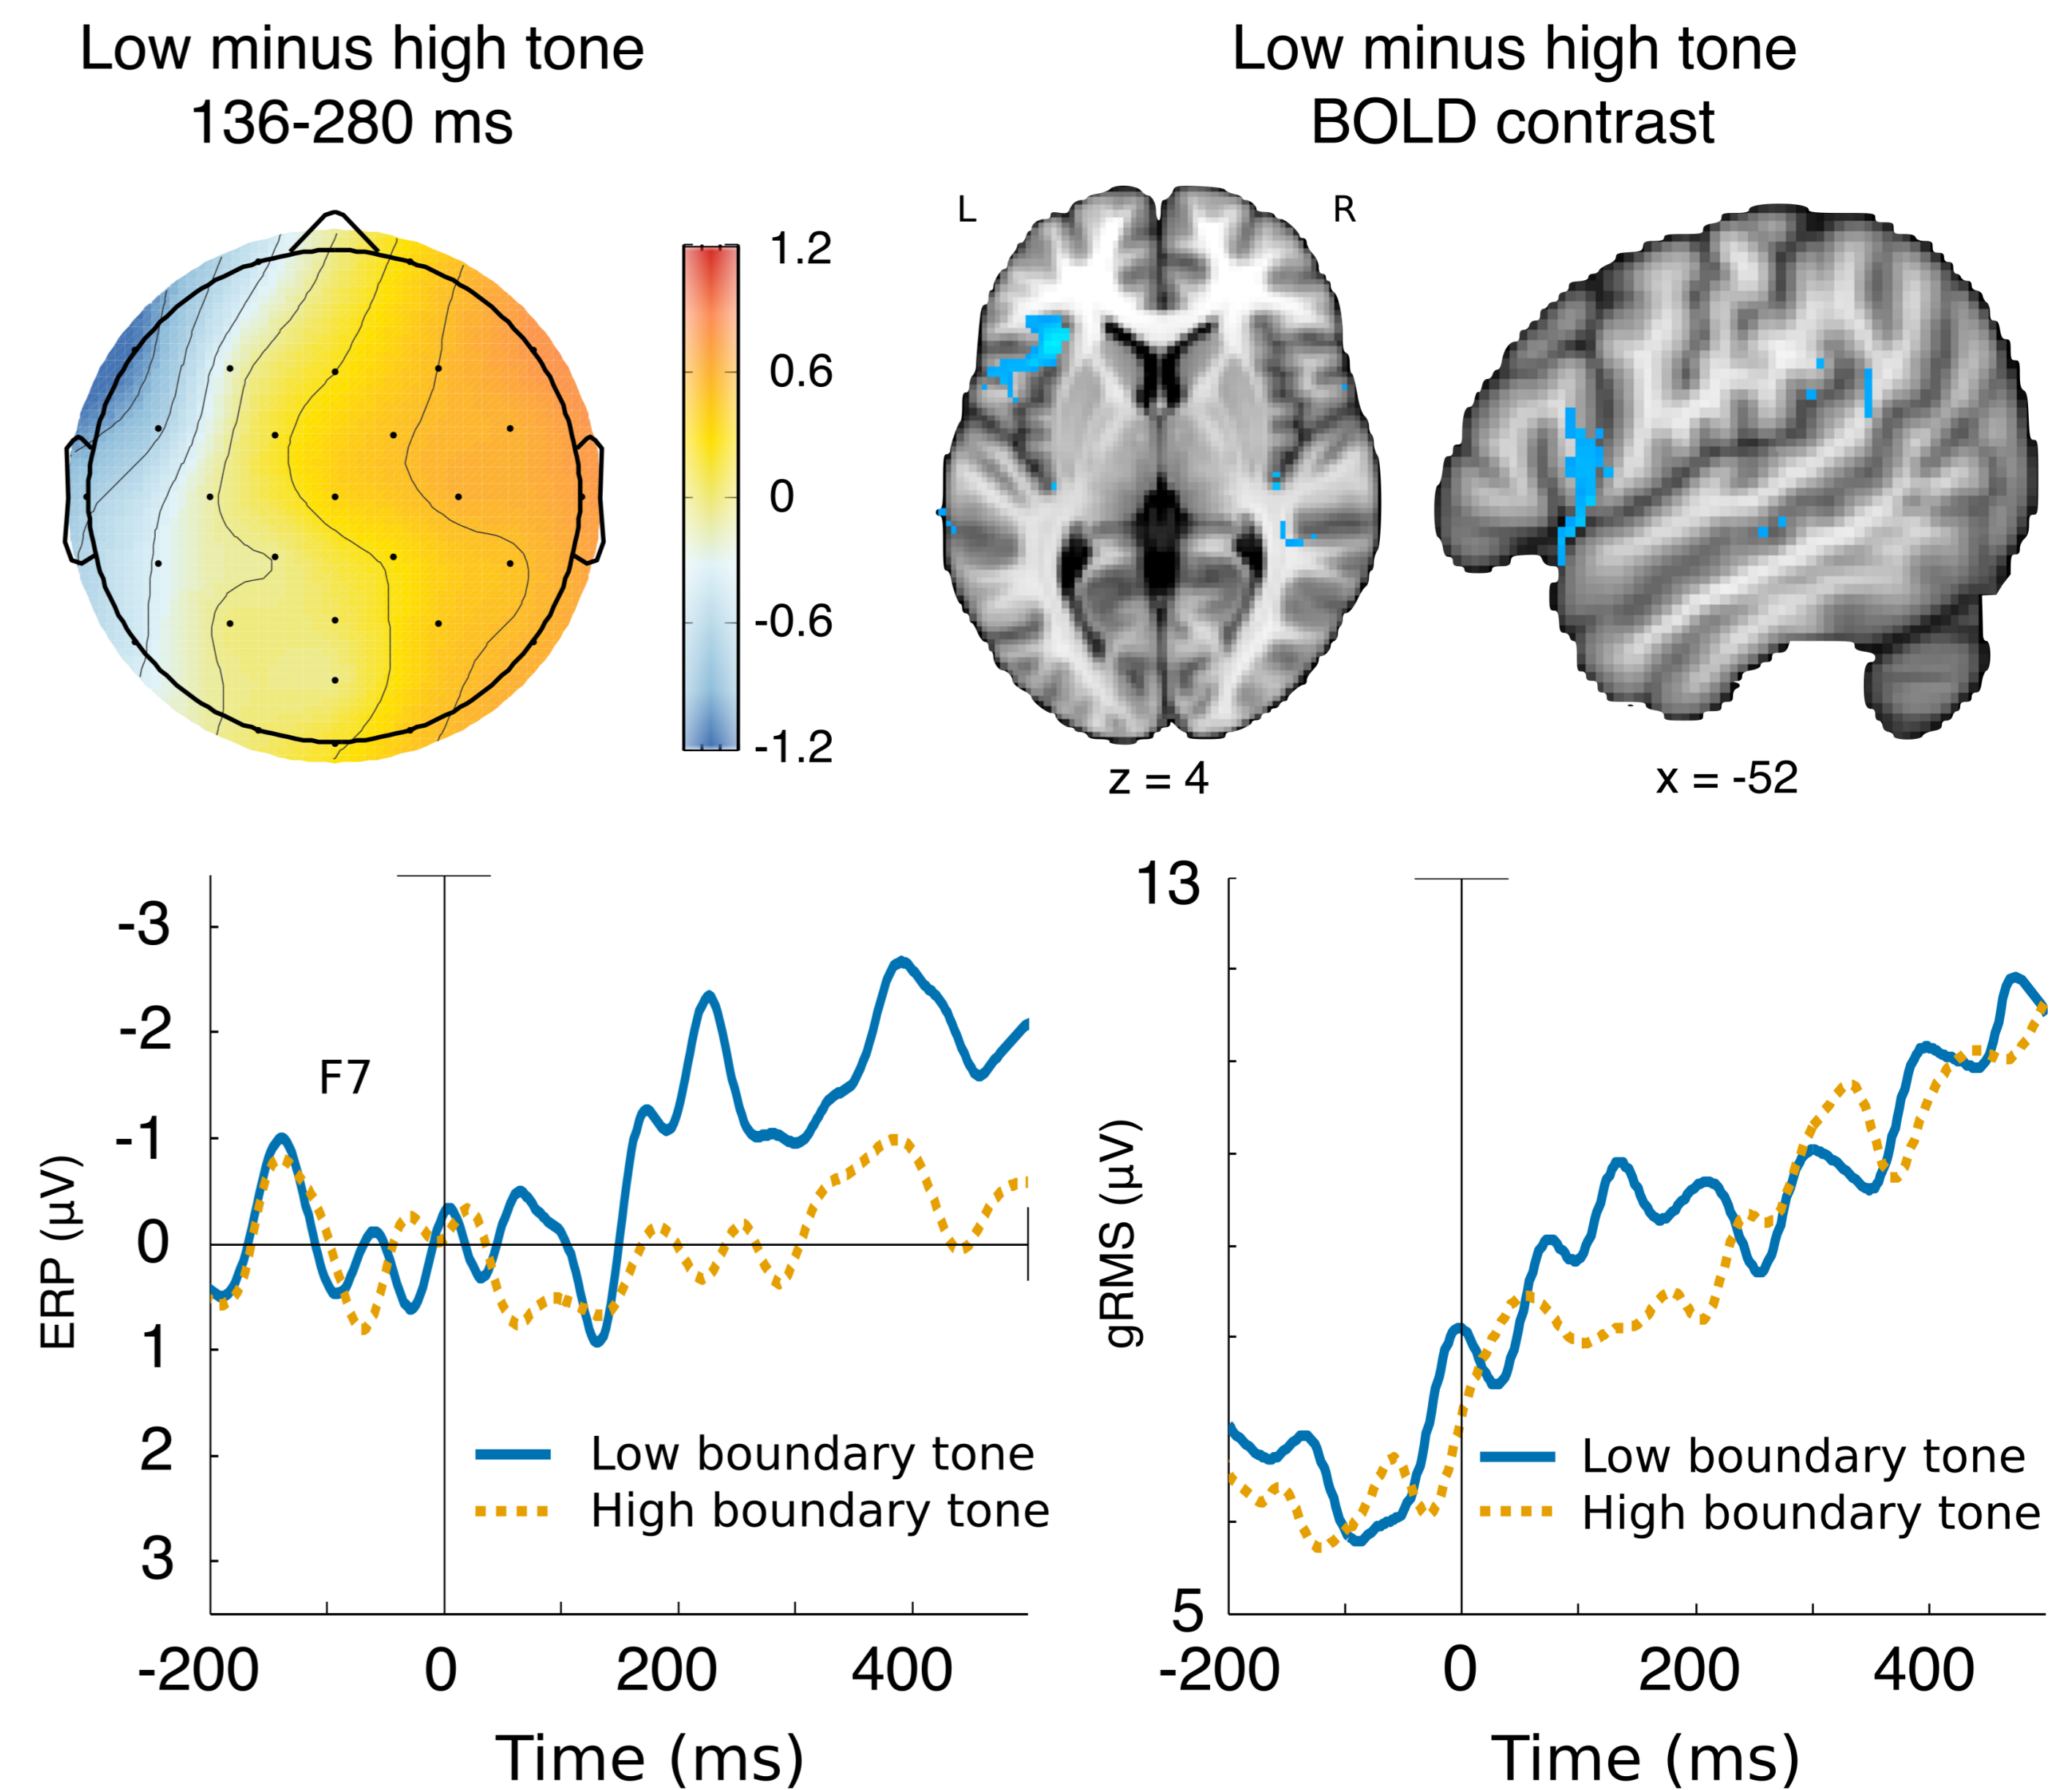 Low minus high tone
136-280 ms
Low minus high tone
BOLD contrast
L
R
1.2
0.6
0
-0.6
-1.2
z = 4
x = -52
-3
-2
-1
0
1
2
3
ERP (μV)
F7
Low boundary tone
High boundary tone
-200
0
200
400
Time (ms)
13
5
gRMS (μV)
Low boundary tone
High boundary tone
-200
0
200
400
Time (ms)